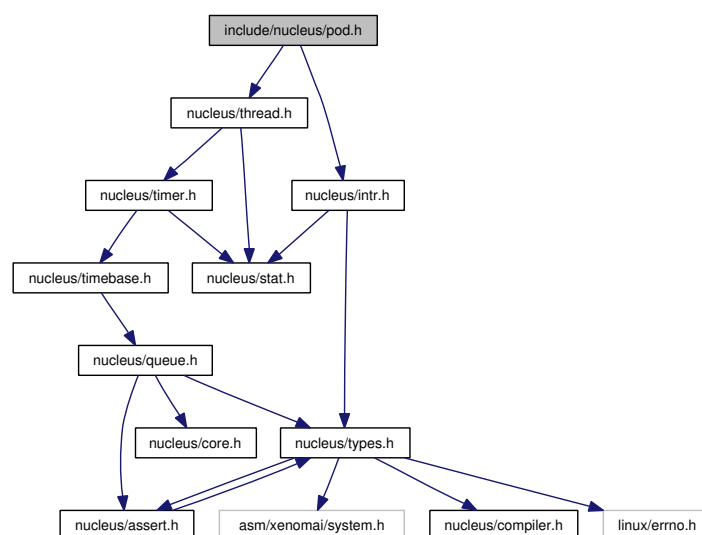 include/nucleus/pod.h
nucleus/thread.h
nucleus/timer.h
nucleus/intr.h
nucleus/timebase.h
nucleus/stat.h
nucleus/queue.h
nucleus/core.h
nucleus/types.h
nucleus/assert.h
asm/xenomai/system.h
nucleus/compiler.h
linux/errno.h